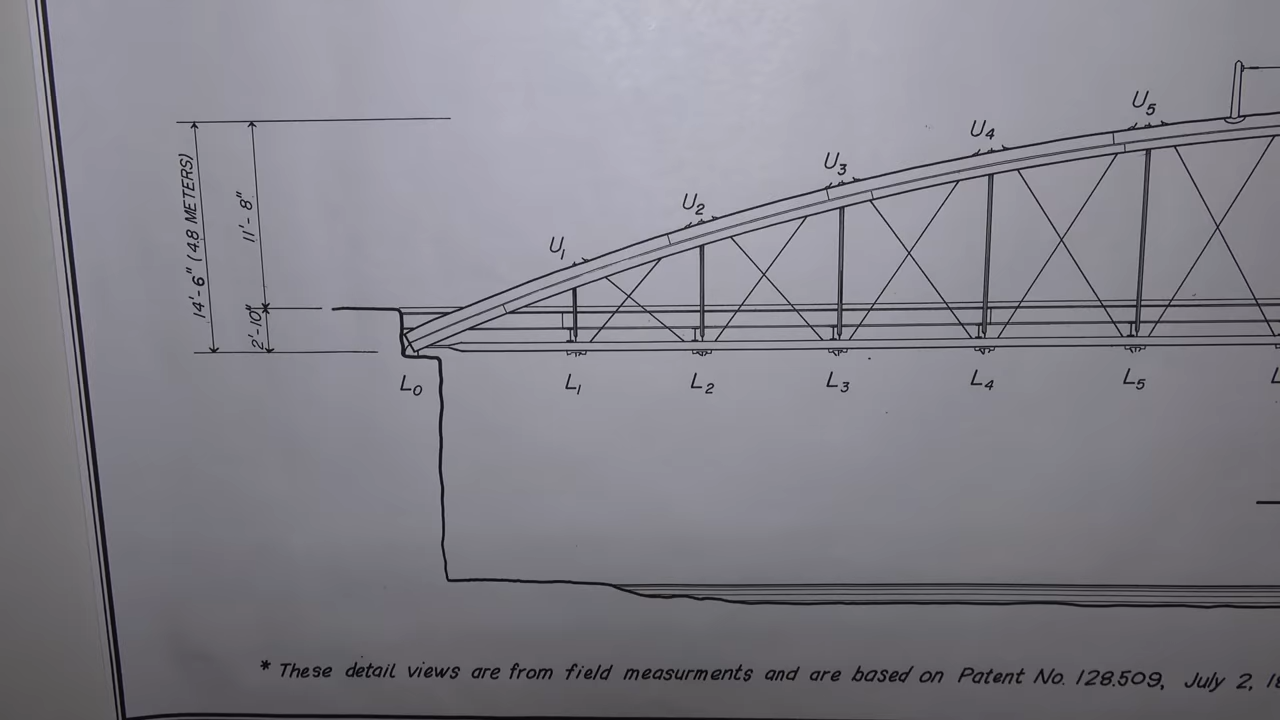 U5
U4
U3
U2
U1
14'-6" (4.8 METERS)
11'-8"
2'-10"
L0 L1 L2 L3 L4 L5 L
* These detail views are from field measurments and are based on Patent No. 128.509, July 2, 18